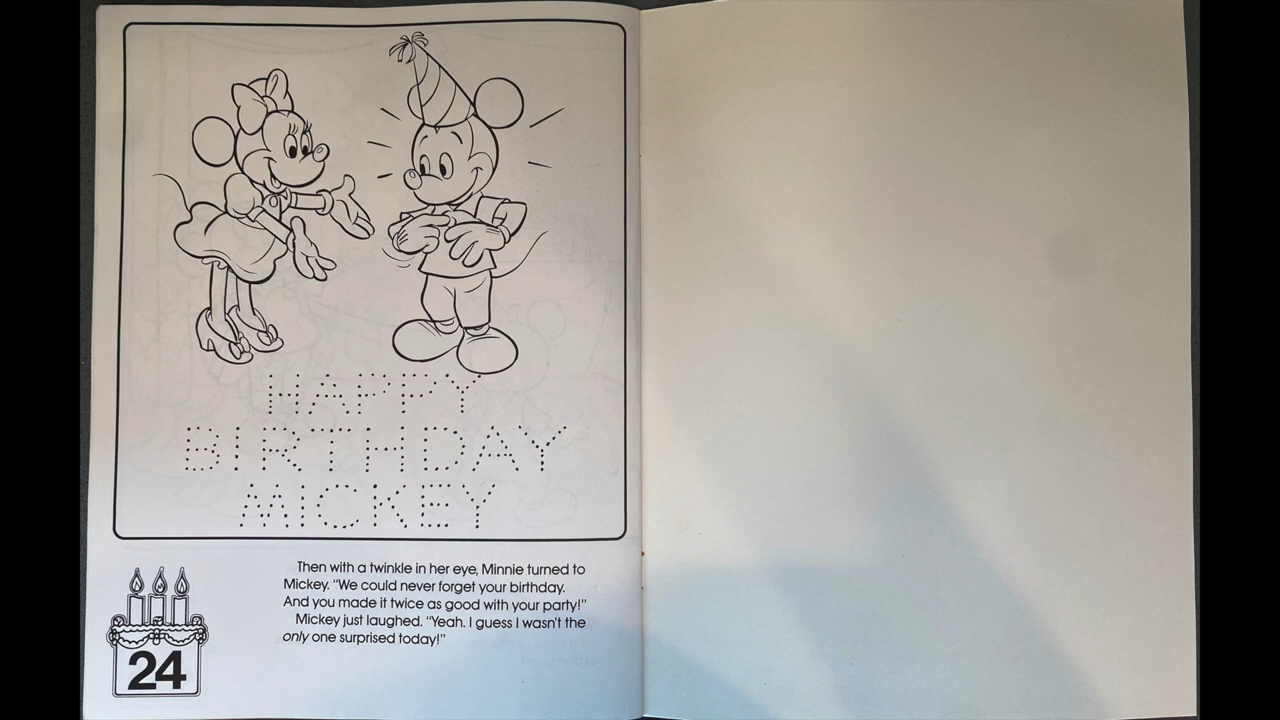 HAPPY
BIRTHDAY
MICKEY
Then with a twinkle in her eye, Minnie turned to
Mickey. "We could never forget your birthday.
And you made it twice as good with your party!"
Mickey just laughed. "Yeah. I guess I wasn't the
only one surprised today!"
24